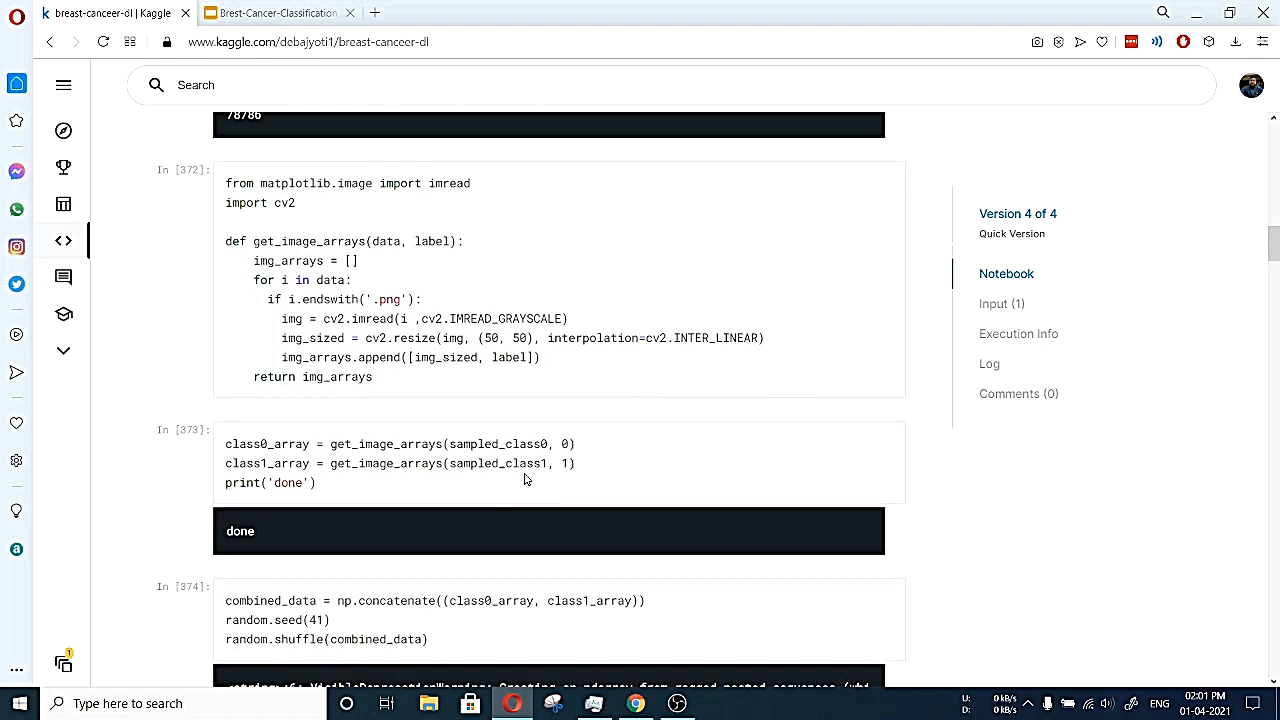 breast-canceer-dl | Kaggle
Brest-Cancer-Classification
www.kaggle.com/debajyoti1/breast-canceer-dl
Search
78786
In [372]:
from matplotlib.image import imread
import cv2
def get_image_arrays(data, label):
img_arrays = []
for i in data:
if i.endswith('.png'):
img = cv2.imread(i ,cv2.IMREAD_GRAYSCALE)
img_sized = cv2.resize(img, (50, 50), interpolation=cv2.INTER_LINEAR)
img_arrays.append([img_sized, label])
return img_arrays
Version 4 of 4
Quick Version
Notebook
Input (1)
Execution Info
Log
Comments (0)
In [373]:
class0_array = get_image_arrays(sampled_class0, 0)
class1_array = get_image_arrays(sampled_class1, 1)
print('done')
done
In [374]:
combined_data = np.concatenate((class0_array, class1_array))
random.seed(41)
random.shuffle(combined_data)
1
Type here to search
U: 0 kB/s
D: 0 kB/s
ENG
02:01 PM
01-04-2021